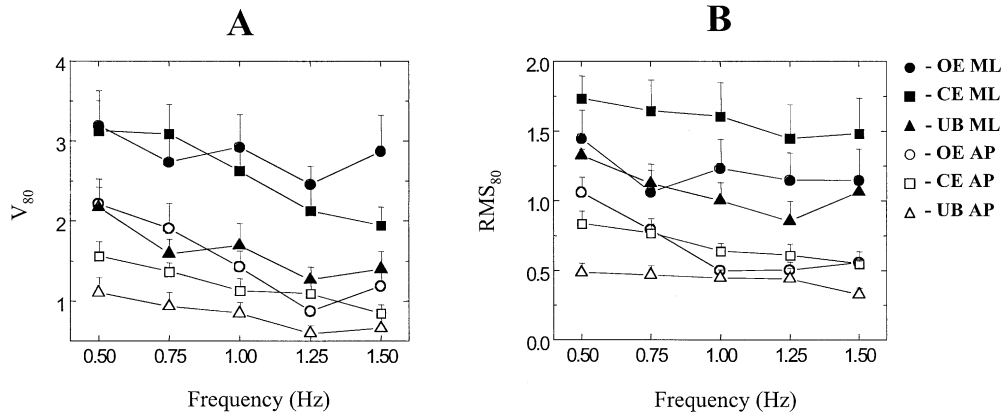 A
V80
4
3
2
1
0.50 0.75 1.00 1.25 1.50
Frequency (Hz)
B
RMS80
2.0
1.5
1.0
0.5
0.0
0.50 0.75 1.00 1.25 1.50
Frequency (Hz)
- OE ML
- CE ML
- UB ML
- OE AP
- CE AP
- UB AP